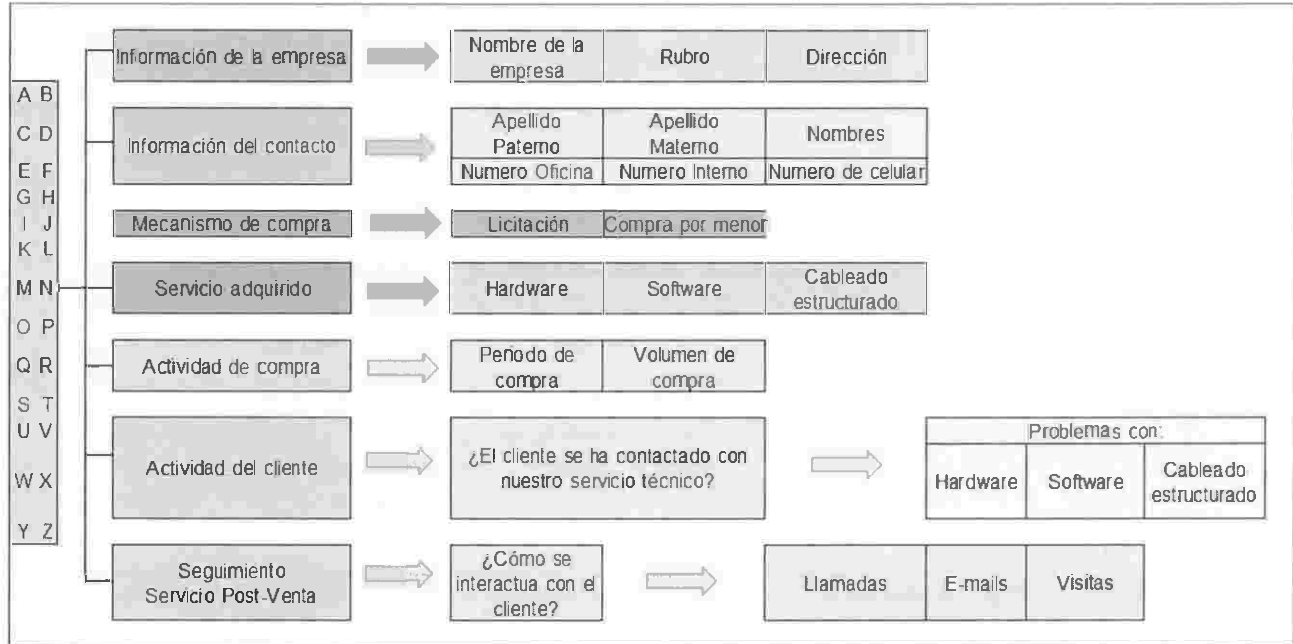 A B
C D
E F
G H
I J
K L
M N
O P
Q R
S T
U V
W X
Y Z
Información de la empresa
Nombre de la
empresa
Rubro
Dirección
Información del contacto
Apellido
Paterno
Apellido
Materno
Nombres
Numero Oficina
Numero Interno
Numero de celular
Mecanismo de compra
Licitación
Compra por menor
Servicio adquirido
Hardware
Software
Cableado
estructurado
Actividad de compra
Periodo de
compra
Volumen de
compra
Actividad del cliente
¿El cliente se ha contactado con
nuestro servicio técnico?
Problemas con:
Hardware
Software
Cableado
estructurado
Seguimiento
Servicio Post-Venta
¿Cómo se
interactua con el
cliente?
Llamadas
E-mails
Visitas